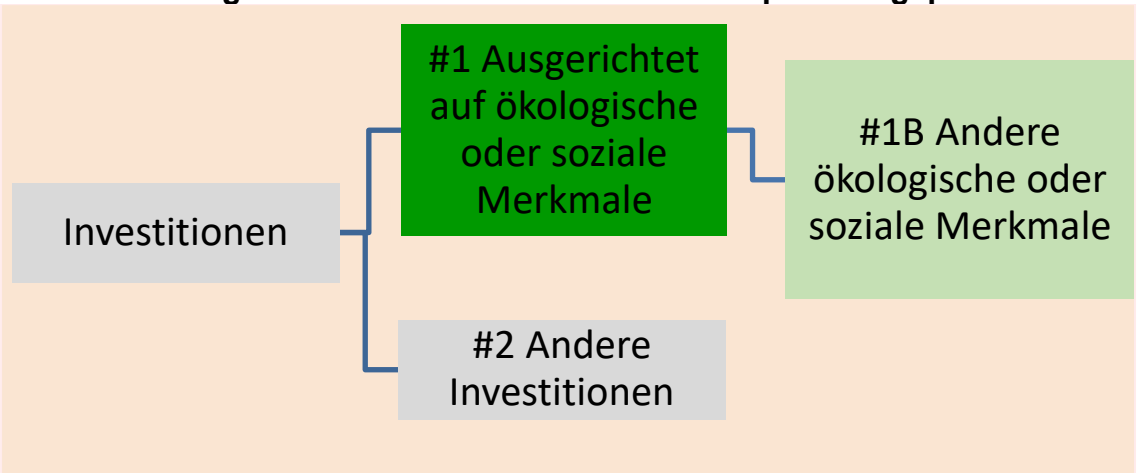 #1 Ausgerichtet
auf ökologische
oder soziale
Merkmale
#1B Andere
ökologische oder
soziale Merkmale
Investitionen
#2 Andere
Investitionen